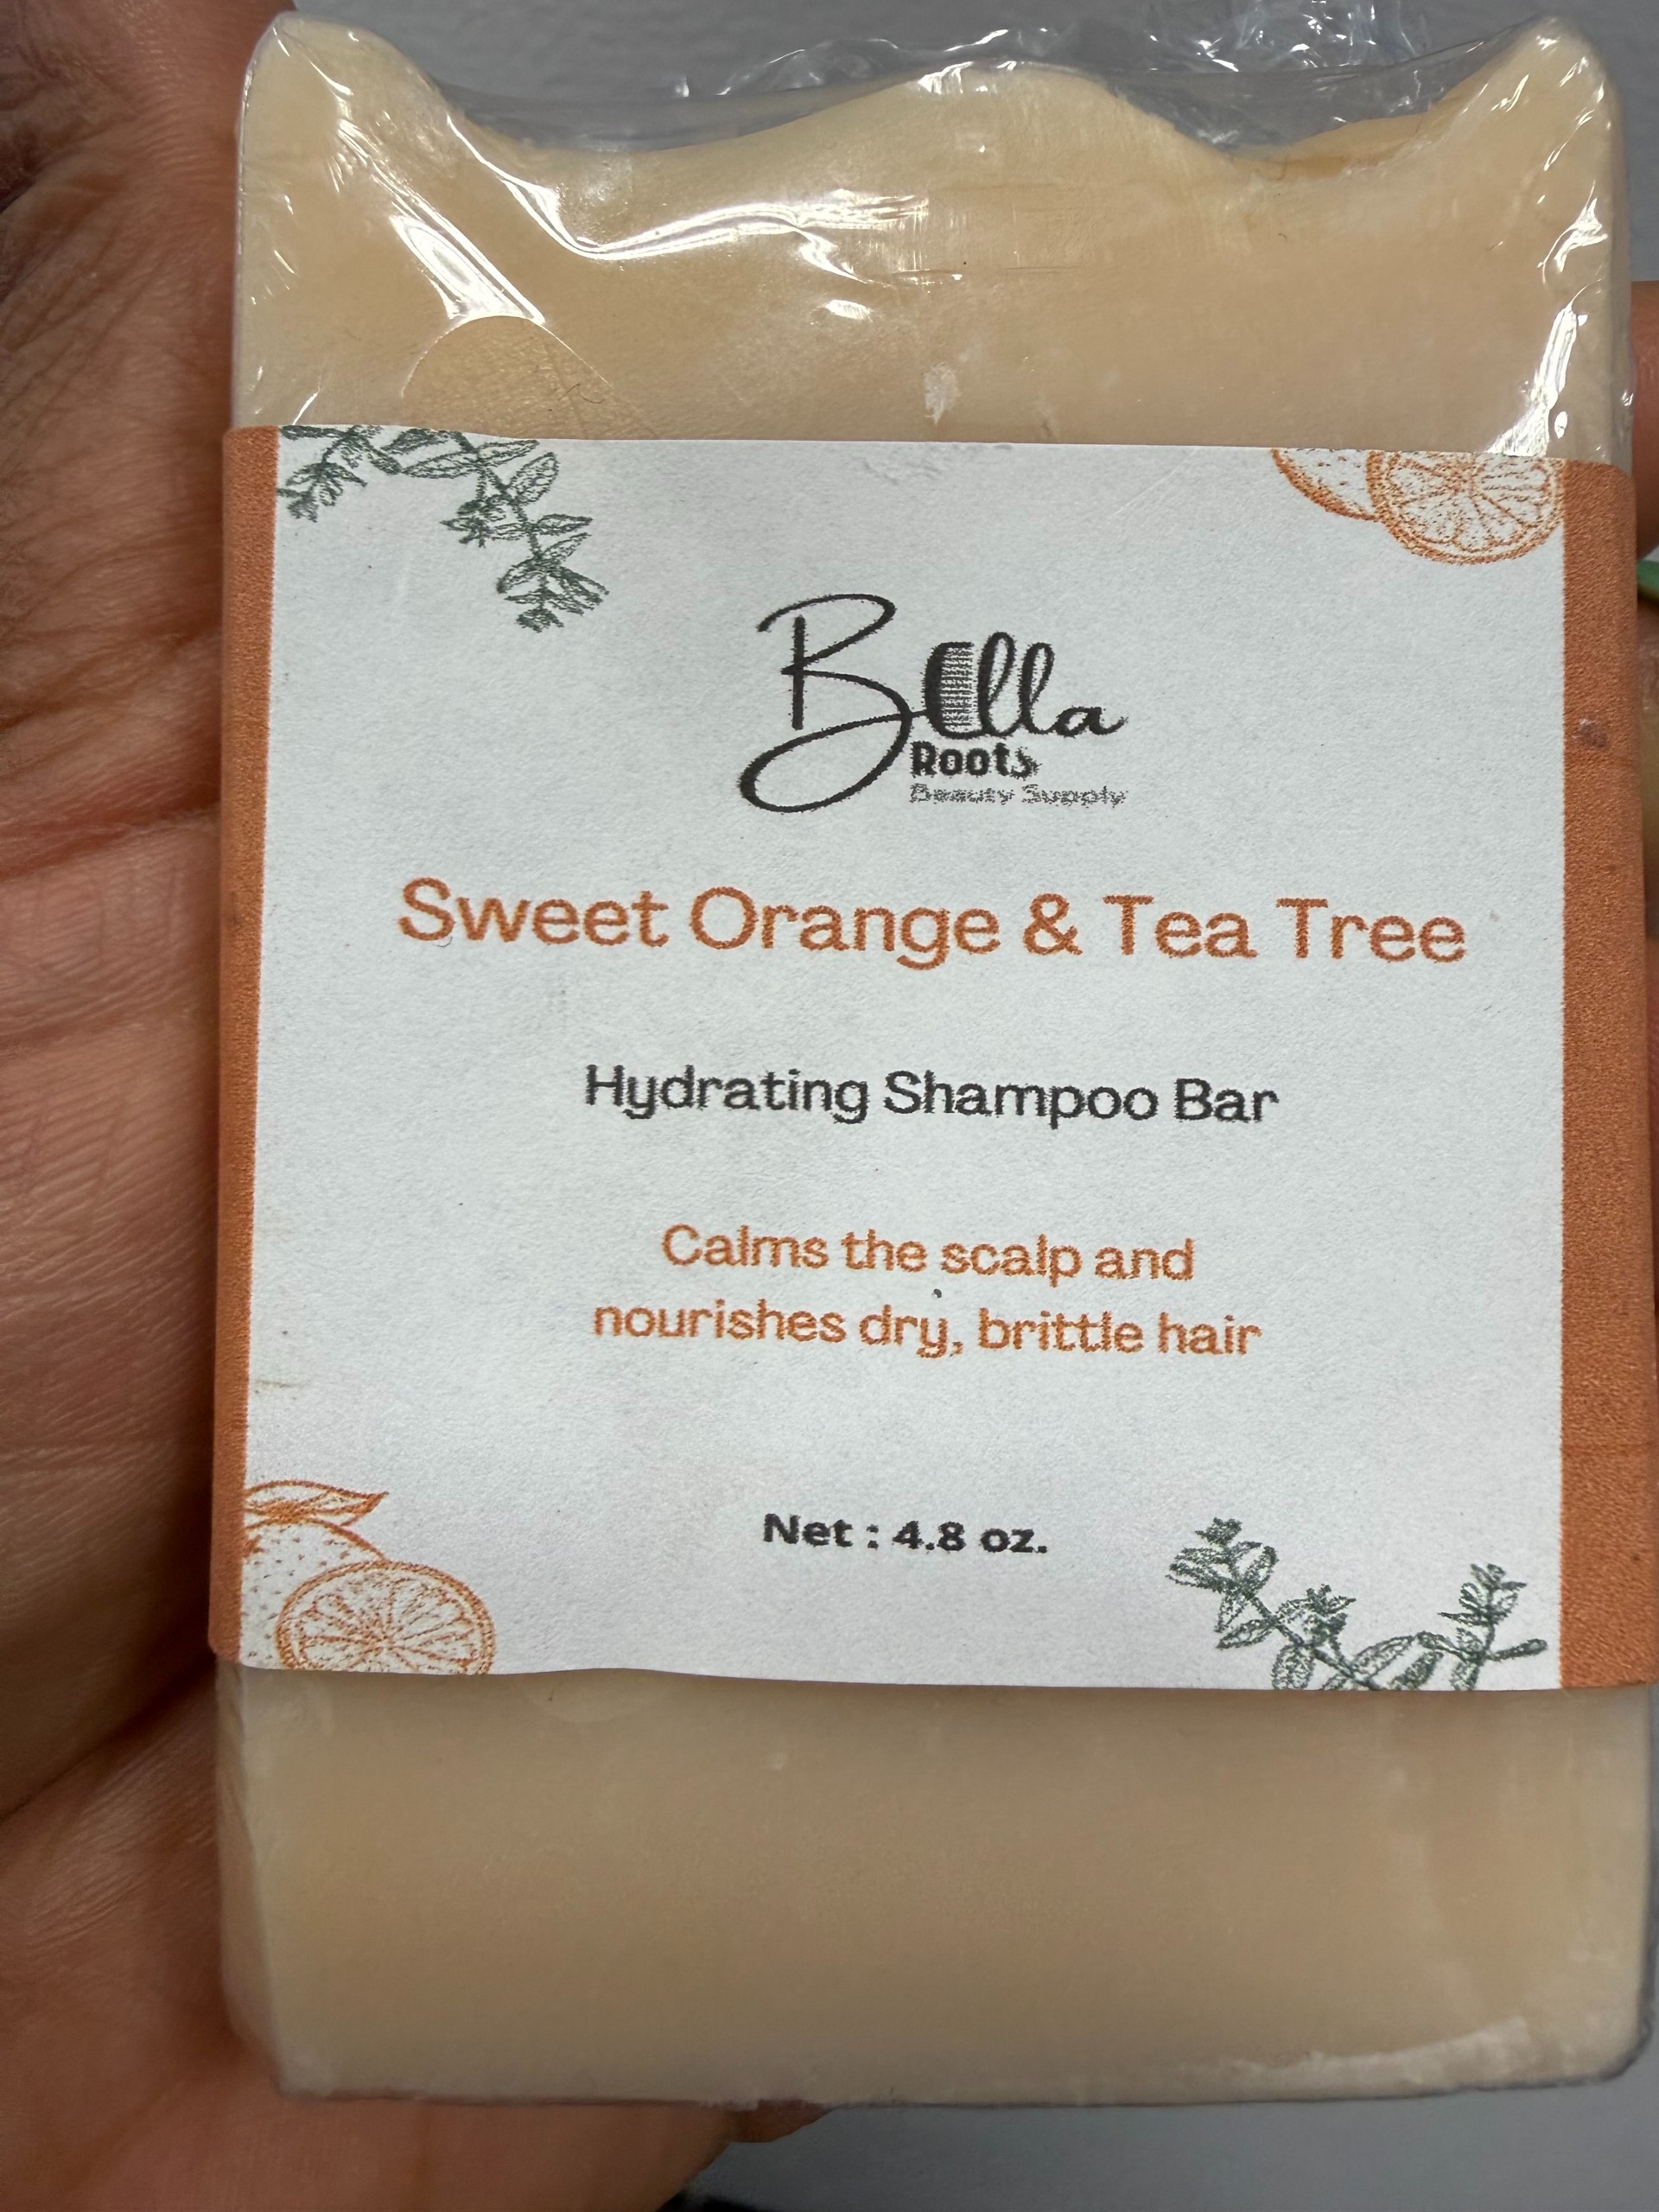 Bella
Roots
Beauty Supply
Sweet Orange & Tea Tree
Hydrating Shampoo Bar
Calms the scalp and
nourishes dry, brittle hair
Net : 4.8 oz.